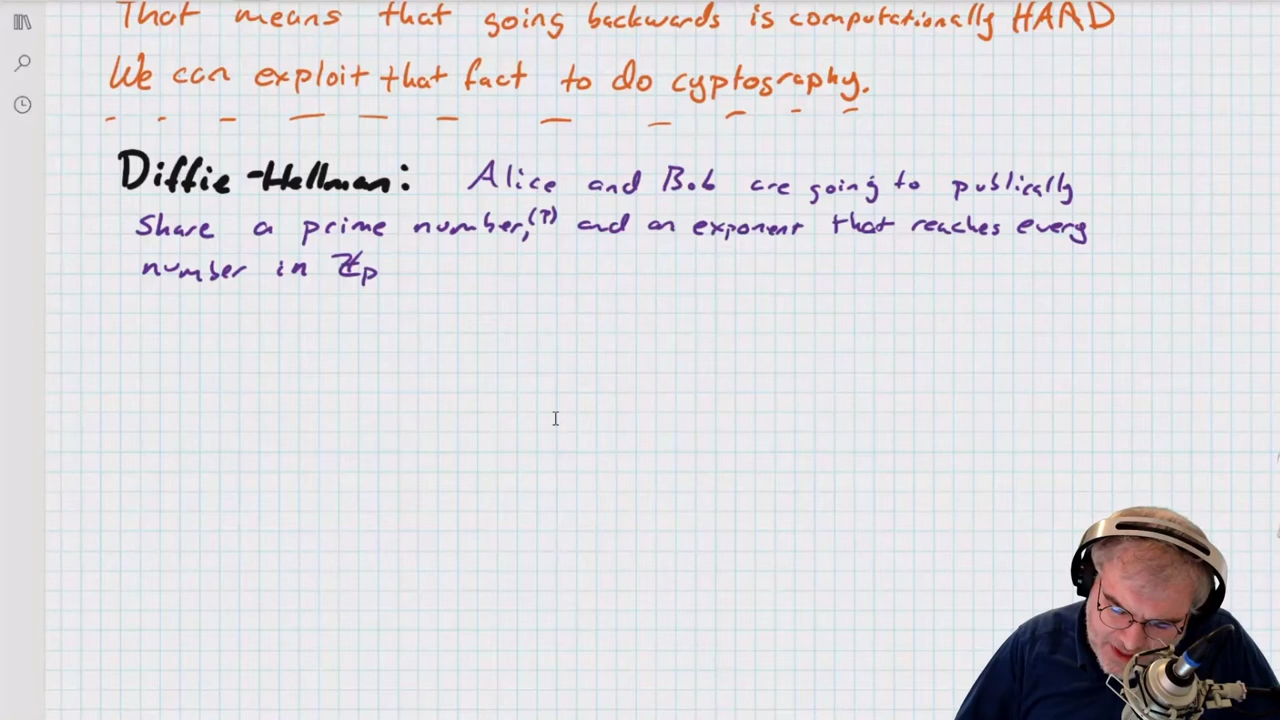 That means that going backwards is computationally HARD
We can exploit that fact to do cyptography.
Diffie-Hellman: Alice and Bob are going to publically
share a prime number,(P) and an exponent that reaches every
number in ℤp